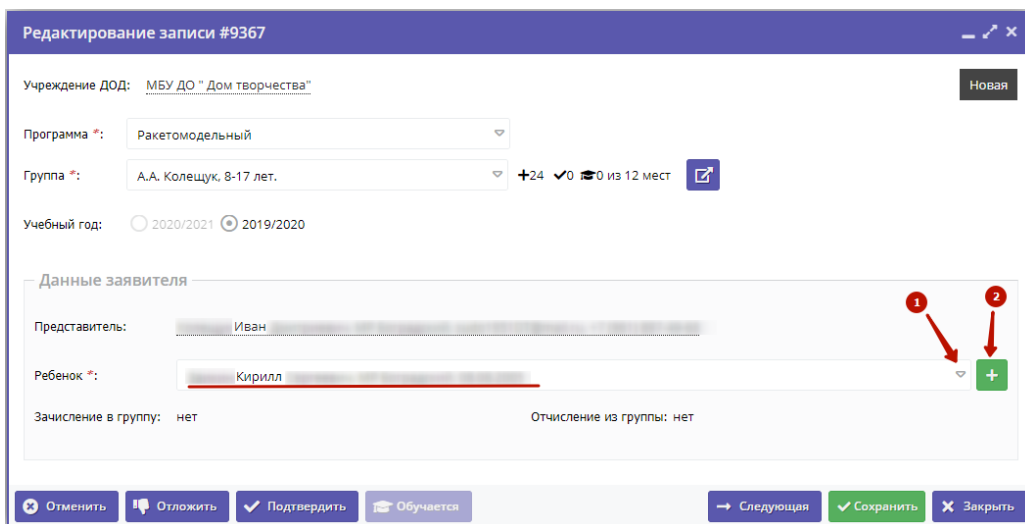 Редактирование записи #9367
Учреждение ДОД: МБУ ДО " Дом творчества"
Новая
Программа *: Ракетомодельный
Группа *: А.А. Колещук, 8-17 лет. +24 0 0 из 12 мест
Учебный год: 2020/2021 2019/2020
Данные заявителя
1 2
Представитель: Иван
Ребенок *: Кирилл
Зачисление в группу: нет Отчисление из группы: нет
Отменить Отложить Подтвердить Обучается Следующая Сохранить Закрыть